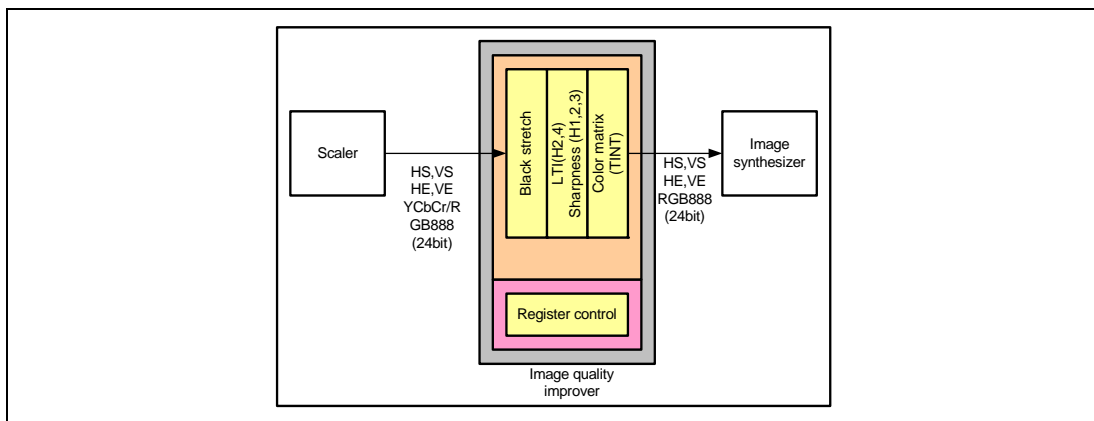 Scaler
HS,VS
HE,VE
YCbCr/R
GB888
(24bit)
Black stretch
LTI(H2,4)
Sharpness (H1,2,3)
Color matrix
(TINT)
Register control
Image quality
improver
HS,VS
HE,VE
RGB888
(24bit)
Image
synthesizer